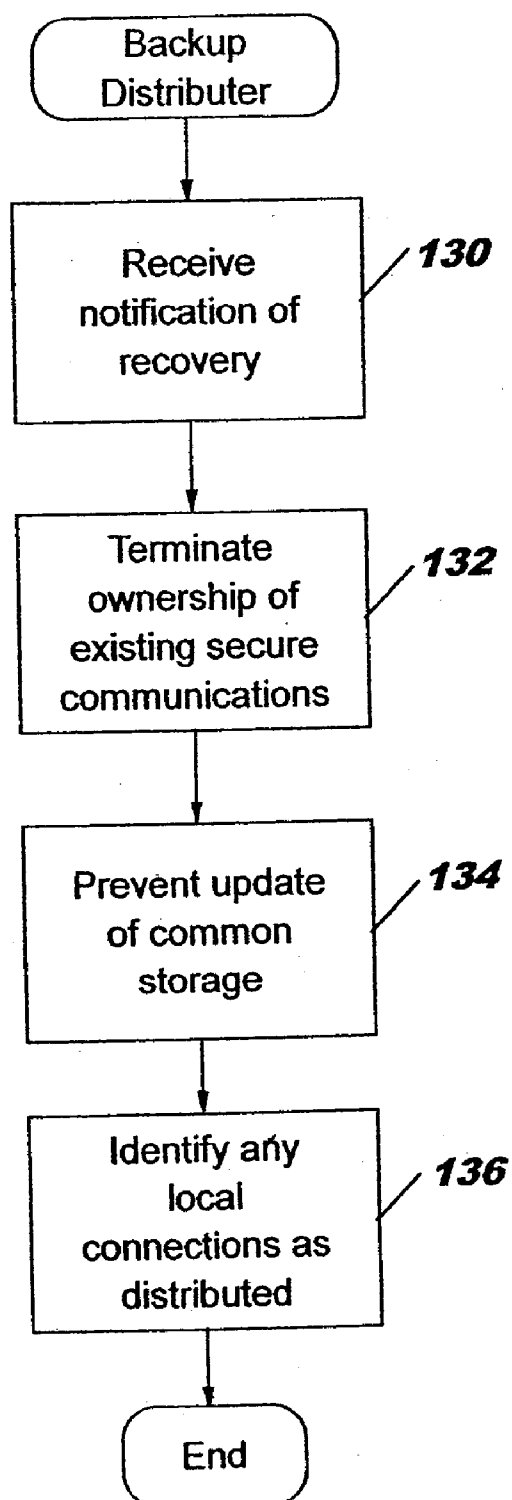 Backup
Distributer
Receive
notification of
recovery
130
Terminate
ownership of
existing secure
communications
132
Prevent update
of common
storage
134
Identify any
local
connections as
distributed
136
End